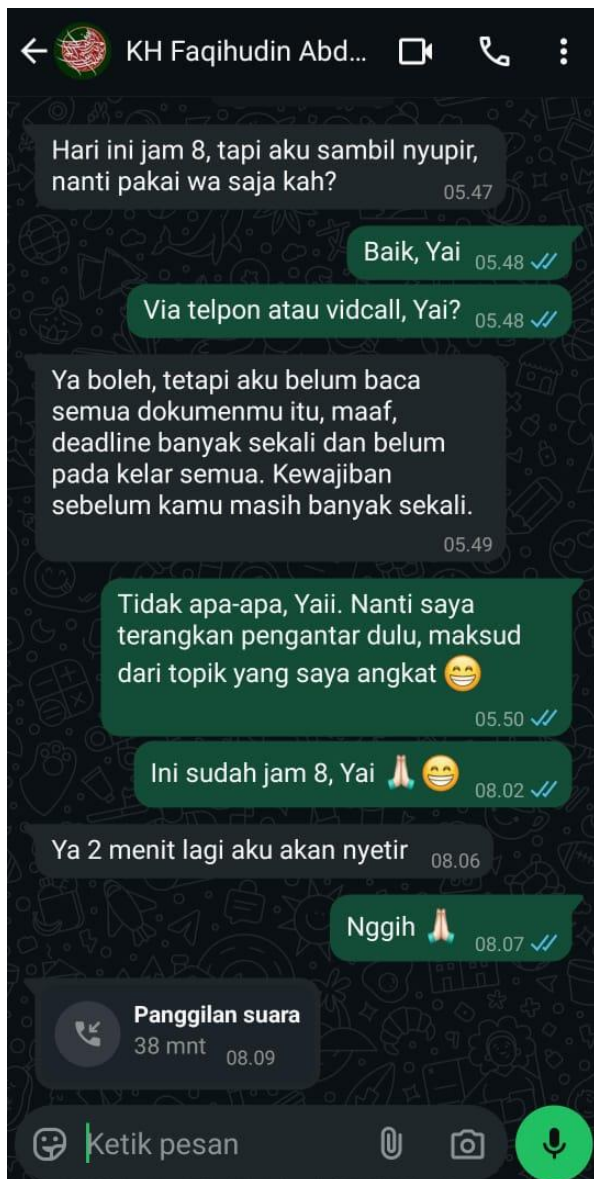 KH Faqihudin Abd...
Hari ini jam 8, tapi aku sambil nyupir,
nanti pakai wa saja kah?
05.47
Baik, Yai 05.48
Via telpon atau vidcall, Yai? 05.48
Ya boleh, tetapi aku belum baca
semua dokumenmu itu, maaf,
deadline banyak sekali dan belum
pada kelar semua. Kewajiban
sebelum kamu masih banyak sekali.
05.49
Tidak apa-apa, Yaii. Nanti saya
terangkan pengantar dulu, maksud
dari topik yang saya angkat 😁
05.50
Ini sudah jam 8, Yai 🙏🏻😁 08.02
Ya 2 menit lagi aku akan nyetir 08.06
Nggih 🙏🏻 08.07
Panggilan suara
38 mnt 08.09
Ketik pesan